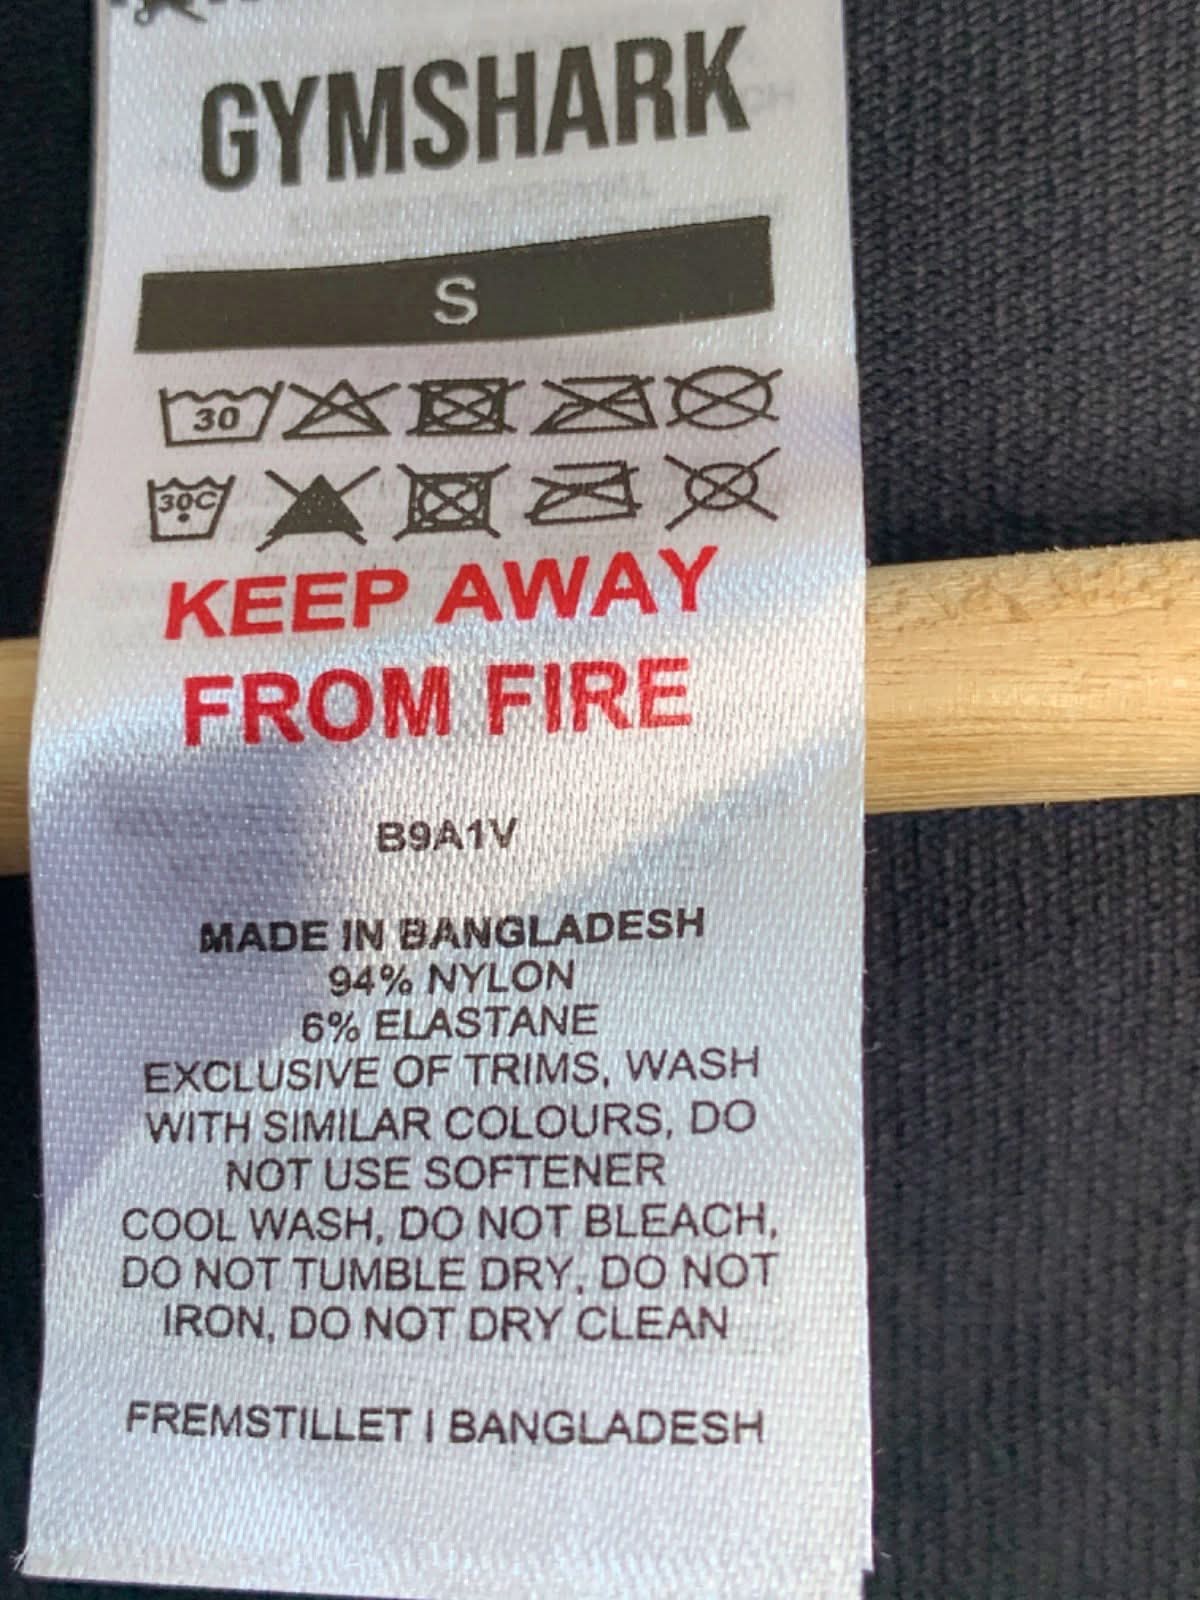 GYMSHARK
S
30
30C
KEEP AWAY
FROM FIRE
B9A1V
MADE IN BANGLADESH
94% NYLON
6% ELASTANE
EXCLUSIVE OF TRIMS, WASH
WITH SIMILAR COLOURS, DO
NOT USE SOFTENER
COOL WASH, DO NOT BLEACH,
DO NOT TUMBLE DRY, DO NOT
IRON, DO NOT DRY CLEAN
FREMSTILLET I BANGLADESH